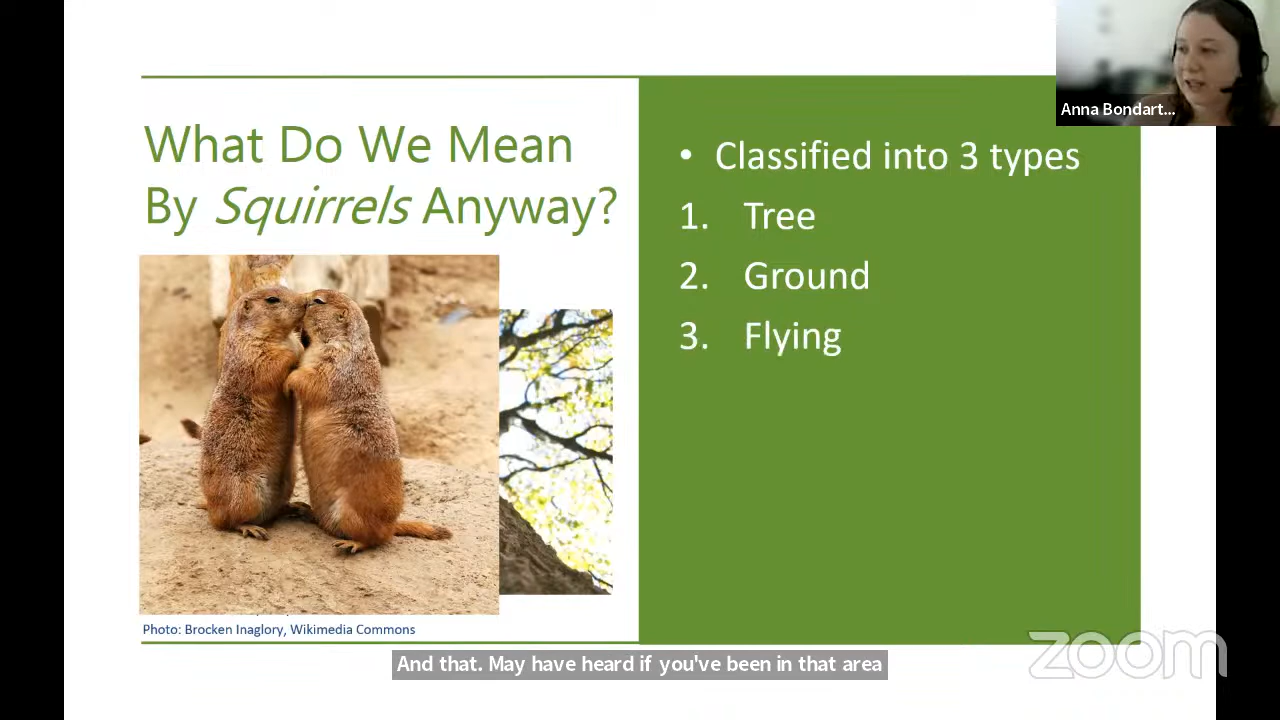 What Do We Mean
By Squirrels Anyway?
• Classified into 3 types
1. Tree
2. Ground
3. Flying
Anna Bondart...
Photo: Brocken Inaglory, Wikimedia Commons
And that. May have heard if you've been in that area
zoom